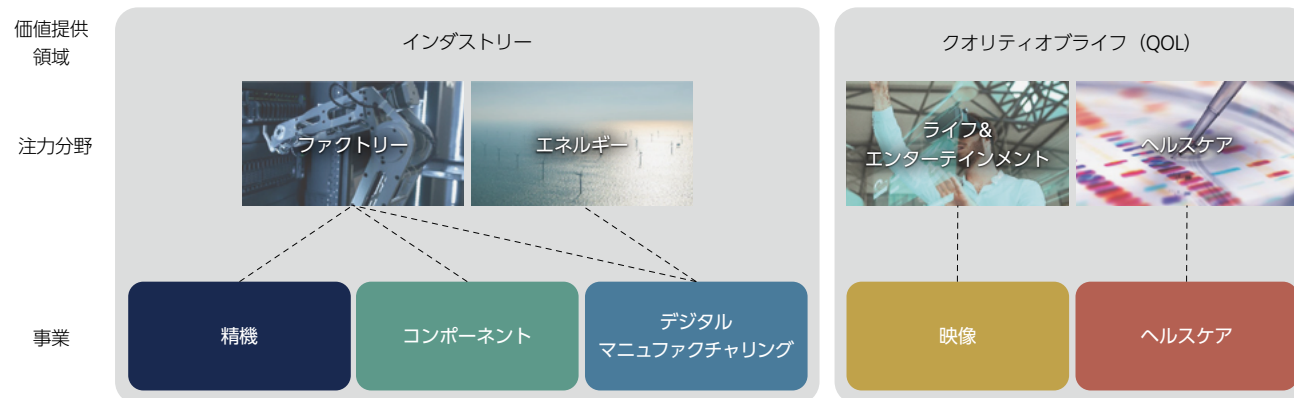 価値提供
領域
インダストリー
クオリティオブライフ（QOL）
注力分野
ファクトリー
エネルギー
ライフ&
エンターテインメント
ヘルスケア
事業
精機
コンポーネント
デジタル
マニュファクチャリング
映像
ヘルスケア